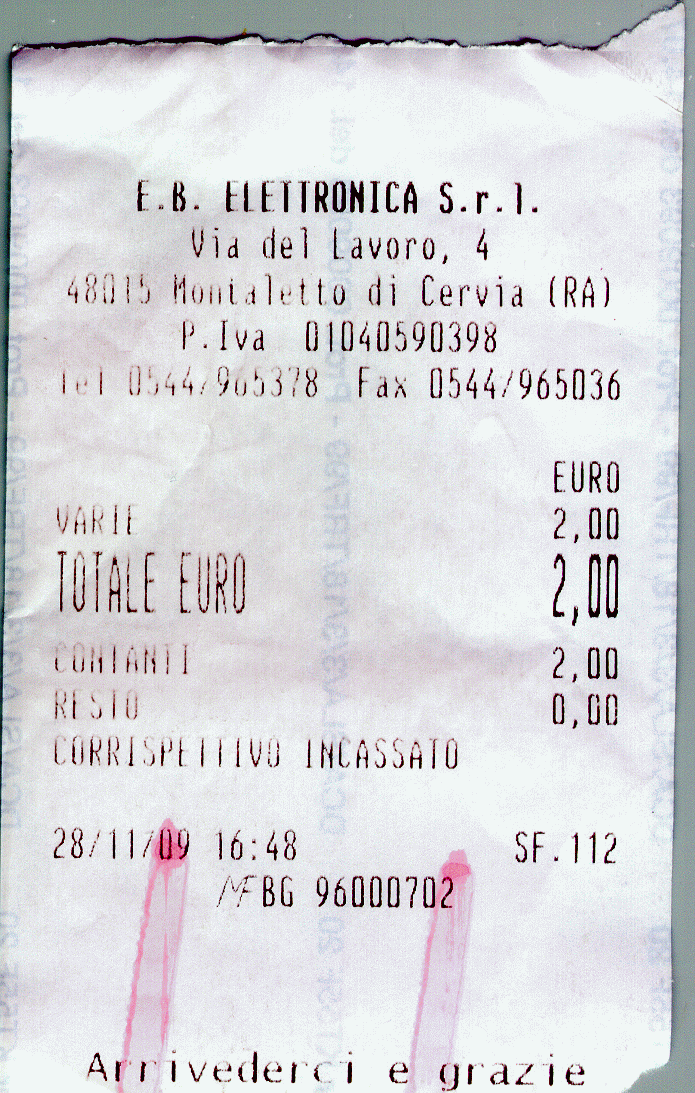 E.B. ELETTRONICA S.r.l.
Via del Lavoro, 4
48015 Montaletto di Cervia (RA)
P.Iva 01040590398
Tel 0544/965378 Fax 0544/965036
EURO
VARIE 2,00
TOTALE EURO 2,00
CONTANTI 2,00
RESTO 0,00
CORRISPETTIVO INCASSATO
28/11/09 16:48 SF.112
MFBG 96000702
Arrivederci e grazie